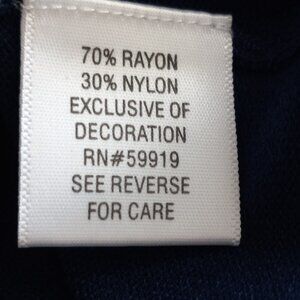 70% RAYON
30% NYLON
EXCLUSIVE OF
DECORATION
RN#59919
SEE REVERSE
FOR CARE